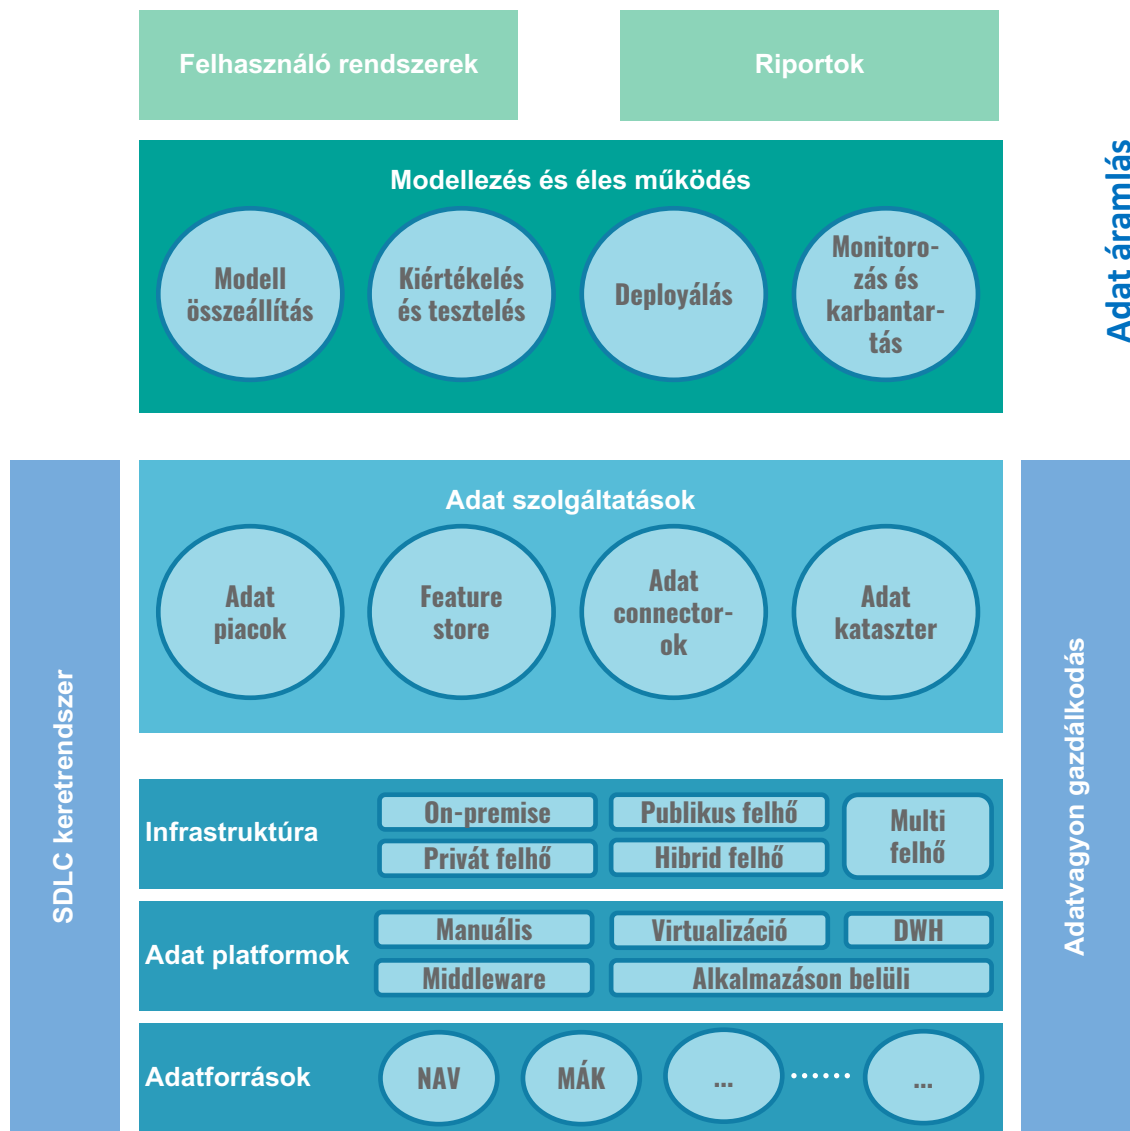 Felhasználó rendszerek
Riportok
Adat áramlás
Modellezés és éles működés
Modell
összeállítás
Kiértékelés
és tesztelés
Deployálás
Monitoro-
zás és
karbantar-
tás
SDLC keretrendszer
Adat szolgáltatások
Adat
piacok
Feature
store
Adat
connector-
ok
Adat
kataszter
Adatvagyon gazdálkodás
Infrastruktúra
On-premise
Publikus felhő
Multi
felhő
Privát felhő
Hibrid felhő
Adat platformok
Manuális
Virtualizáció
DWH
Middleware
Alkalmazáson belüli
Adatforrások
NAV
MÁK
...
......
...